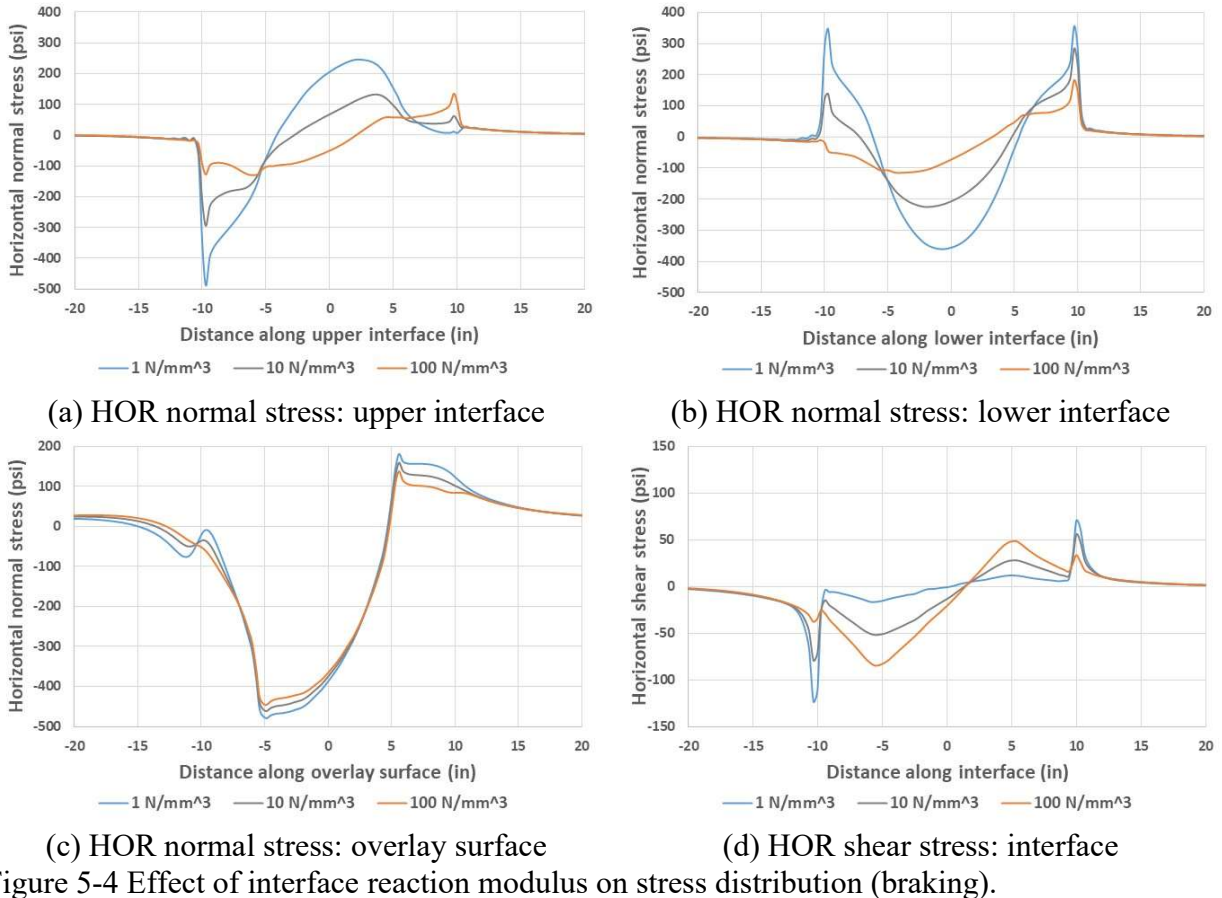 400
300
200
100
0
-100
-200
-300
-400
-500
Horizontal normal stress (psi)
-20 -15 -10 -5 0 5 10 15 20
Distance along upper interface (in)
1 N/mm^3 10 N/mm^3 100 N/mm^3
(a) HOR normal stress: upper interface
400
300
200
100
0
-100
-200
-300
-400
-500
Horizontal normal stress (psi)
-20 -15 -10 -5 0 5 10 15 20
Distance along lower interface (in)
1 N/mm^3 10 N/mm^3 100 N/mm^3
(b) HOR normal stress: lower interface
200
100
0
-100
-200
-300
-400
-500
Horizontal normal stress (psi)
-20 -15 -10 -5 0 5 10 15 20
Distance along overlay surface (in)
1 N/mm^3 10 N/mm^3 100 N/mm^3
(c) HOR normal stress: overlay surface
150
100
50
0
-50
-100
-150
Horizontal shear stress (psi)
-20 -15 -10 -5 0 5 10 15 20
Distance along interface (in)
1 N/mm^3 10 N/mm^3 100 N/mm^3
(d) HOR shear stress: interface
igure 5-4 Effect of interface reaction modulus on stress distribution (braking).